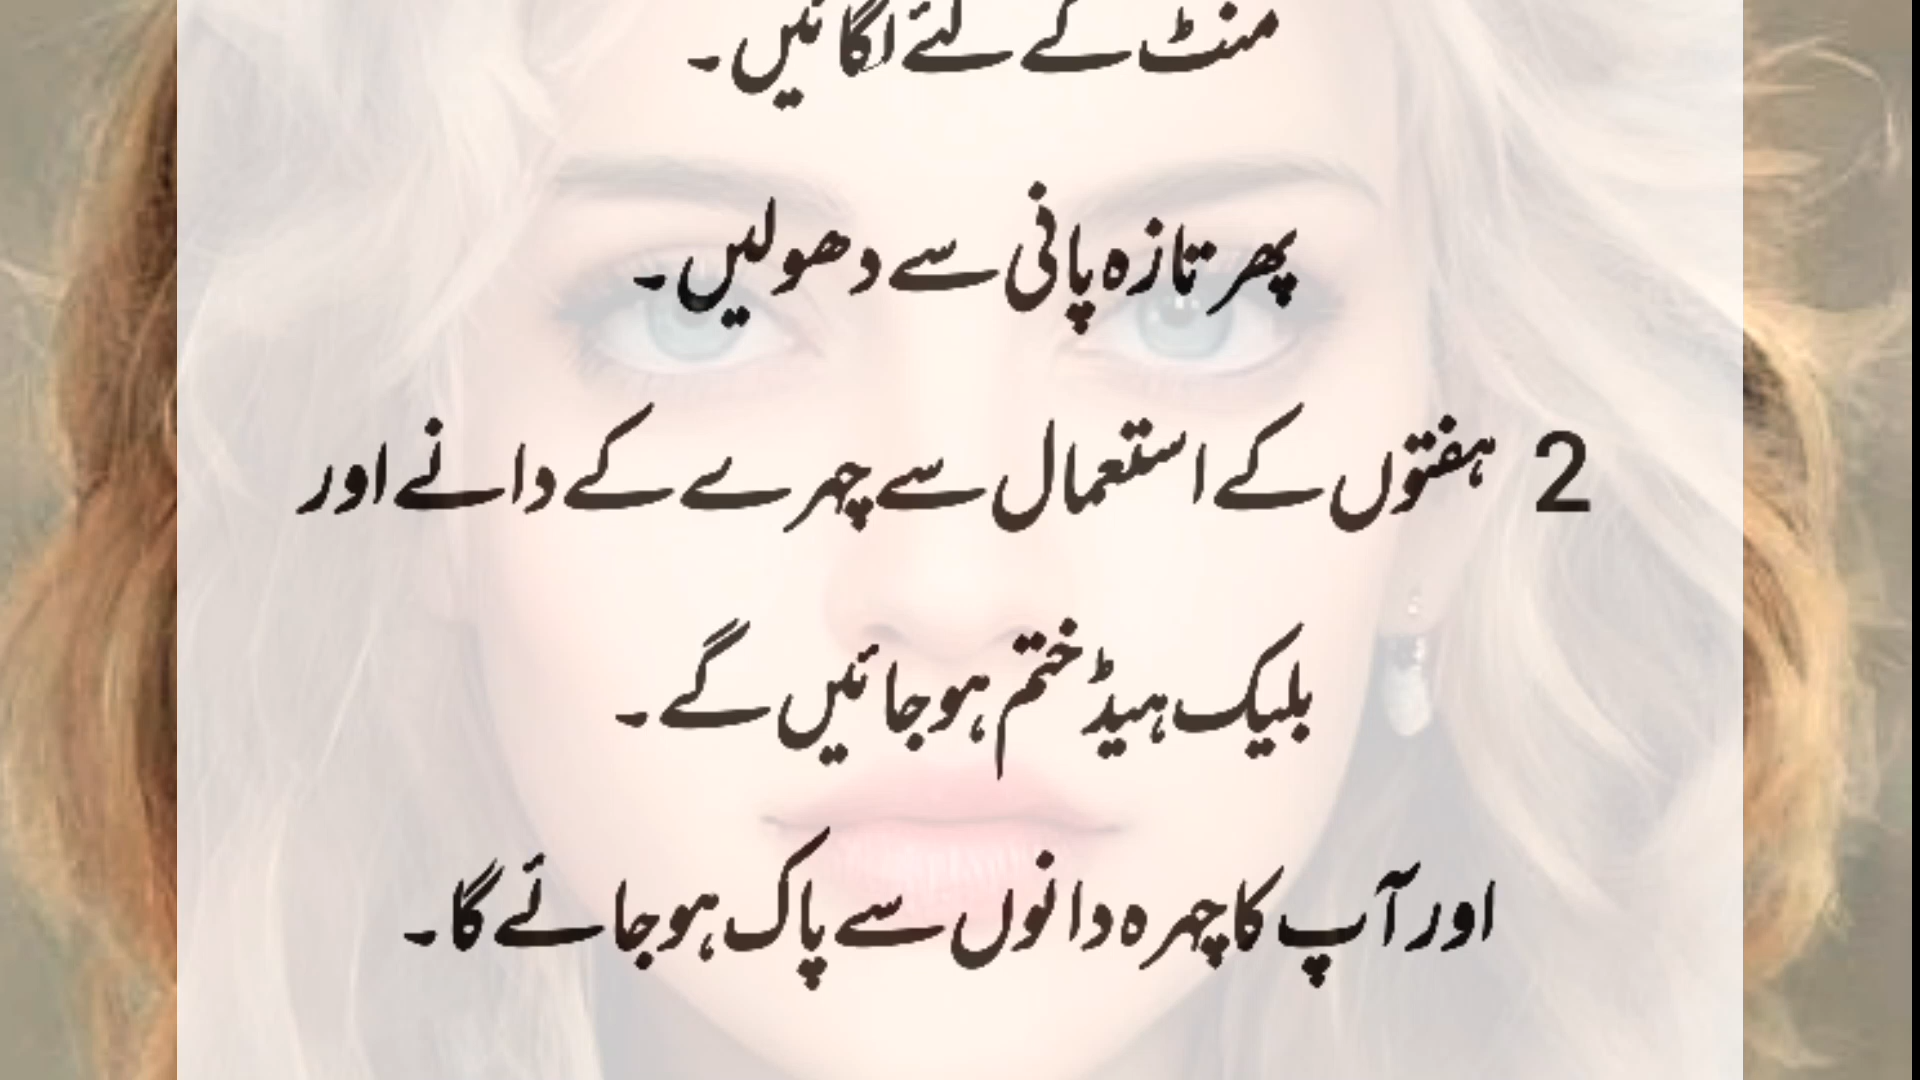 منٹ کے لئے لگائیں۔
پھر تازہ پانی سے دھولیں۔
2 ہفتوں کے استعمال سے چہرے کے دانے اور
بلیک ہیڈ ختم ہوجائیں گے۔
اور آپ کا چہرہ دانوں سے پاک ہوجائے گا۔